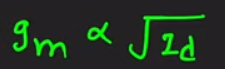 gm ∝ √Id